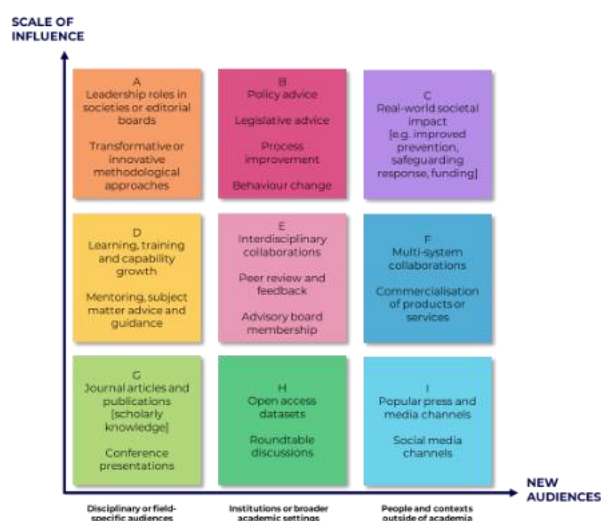 SCALE OF
INFLUENCE
A
Leadership roles in
societies or editorial
boards
Transformative or
innovative
methodological
approaches
B
Policy advice
Legislative advice
Process
improvement
Behaviour change
C
Real-world societal
impact
[e.g. improved
prevention,
safeguarding
response, funding]
D
Learning, training
and capability
growth
Mentoring, subject
matter advice and
guidance
E
Interdisciplinary
collaborations
Peer review and
feedback
Advisory board
membership
F
Multi-system
collaborations
Commercialisation
of products or
services
G
Journal articles and
publications
[scholarly
knowledge]
Conference
presentations
H
Open access
datasets
Roundtable
discussions
I
Popular press and
media channels
Social media
channels
NEW
AUDIENCES
Disciplinary or field-
specific audiences
Institutions or broader
academic settings
People and contexts
outside of academia